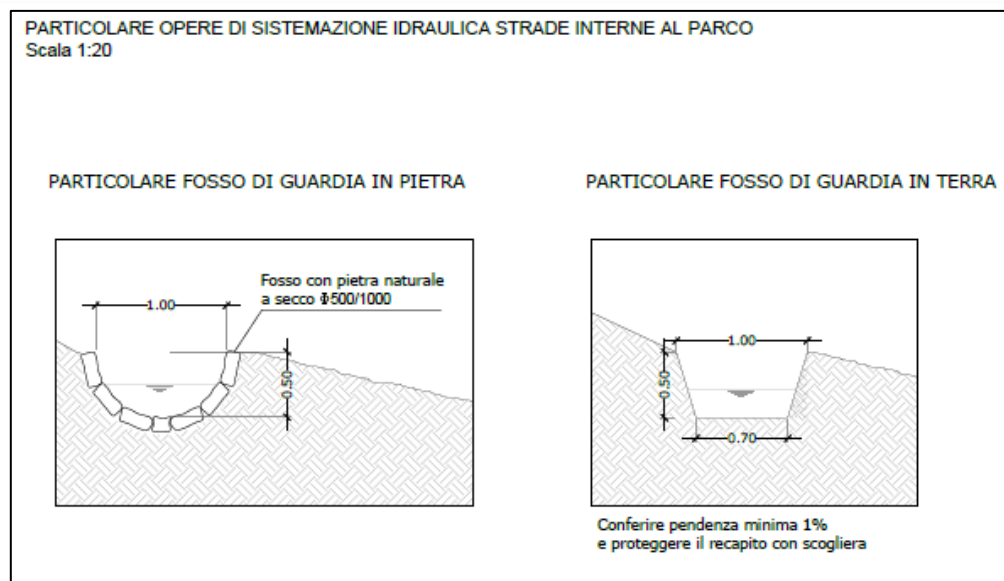 PARTICOLARE OPERE DI SISTEMAZIONE IDRAULICA STRADE INTERNE AL PARCO
Scala 1:20
PARTICOLARE FOSSO DI GUARDIA IN PIETRA
Fosso con pietra naturale
a secco Φ500/1000
1.00
0.50
PARTICOLARE FOSSO DI GUARDIA IN TERRA
1.00
0.50
0.70
Conferire pendenza minima 1%
e proteggere il recapito con scogliera